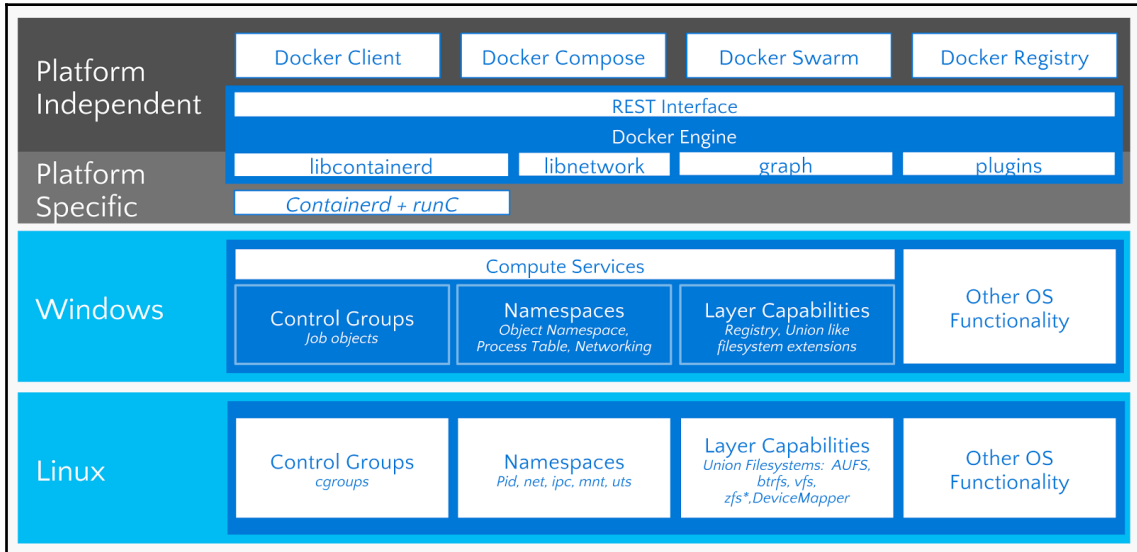 Platform
Independent
Docker Client
Docker Compose
Docker Swarm
Docker Registry
REST Interface
Docker Engine
Platform
Specific
libcontainerd
libnetwork
graph
plugins
Containerd + runC
Windows
Compute Services
Control Groups
Job objects
Namespaces
Object Namespace,
Process Table, Networking
Layer Capabilities
Registry, Union like
filesystem extensions
Other OS
Functionality
Linux
Control Groups
cgroups
Namespaces
Pid, net, ipc, mnt, uts
Layer Capabilities
Union Filesystems: AUFS,
btrfs, vfs,
zfs*,DeviceMapper
Other OS
Functionality